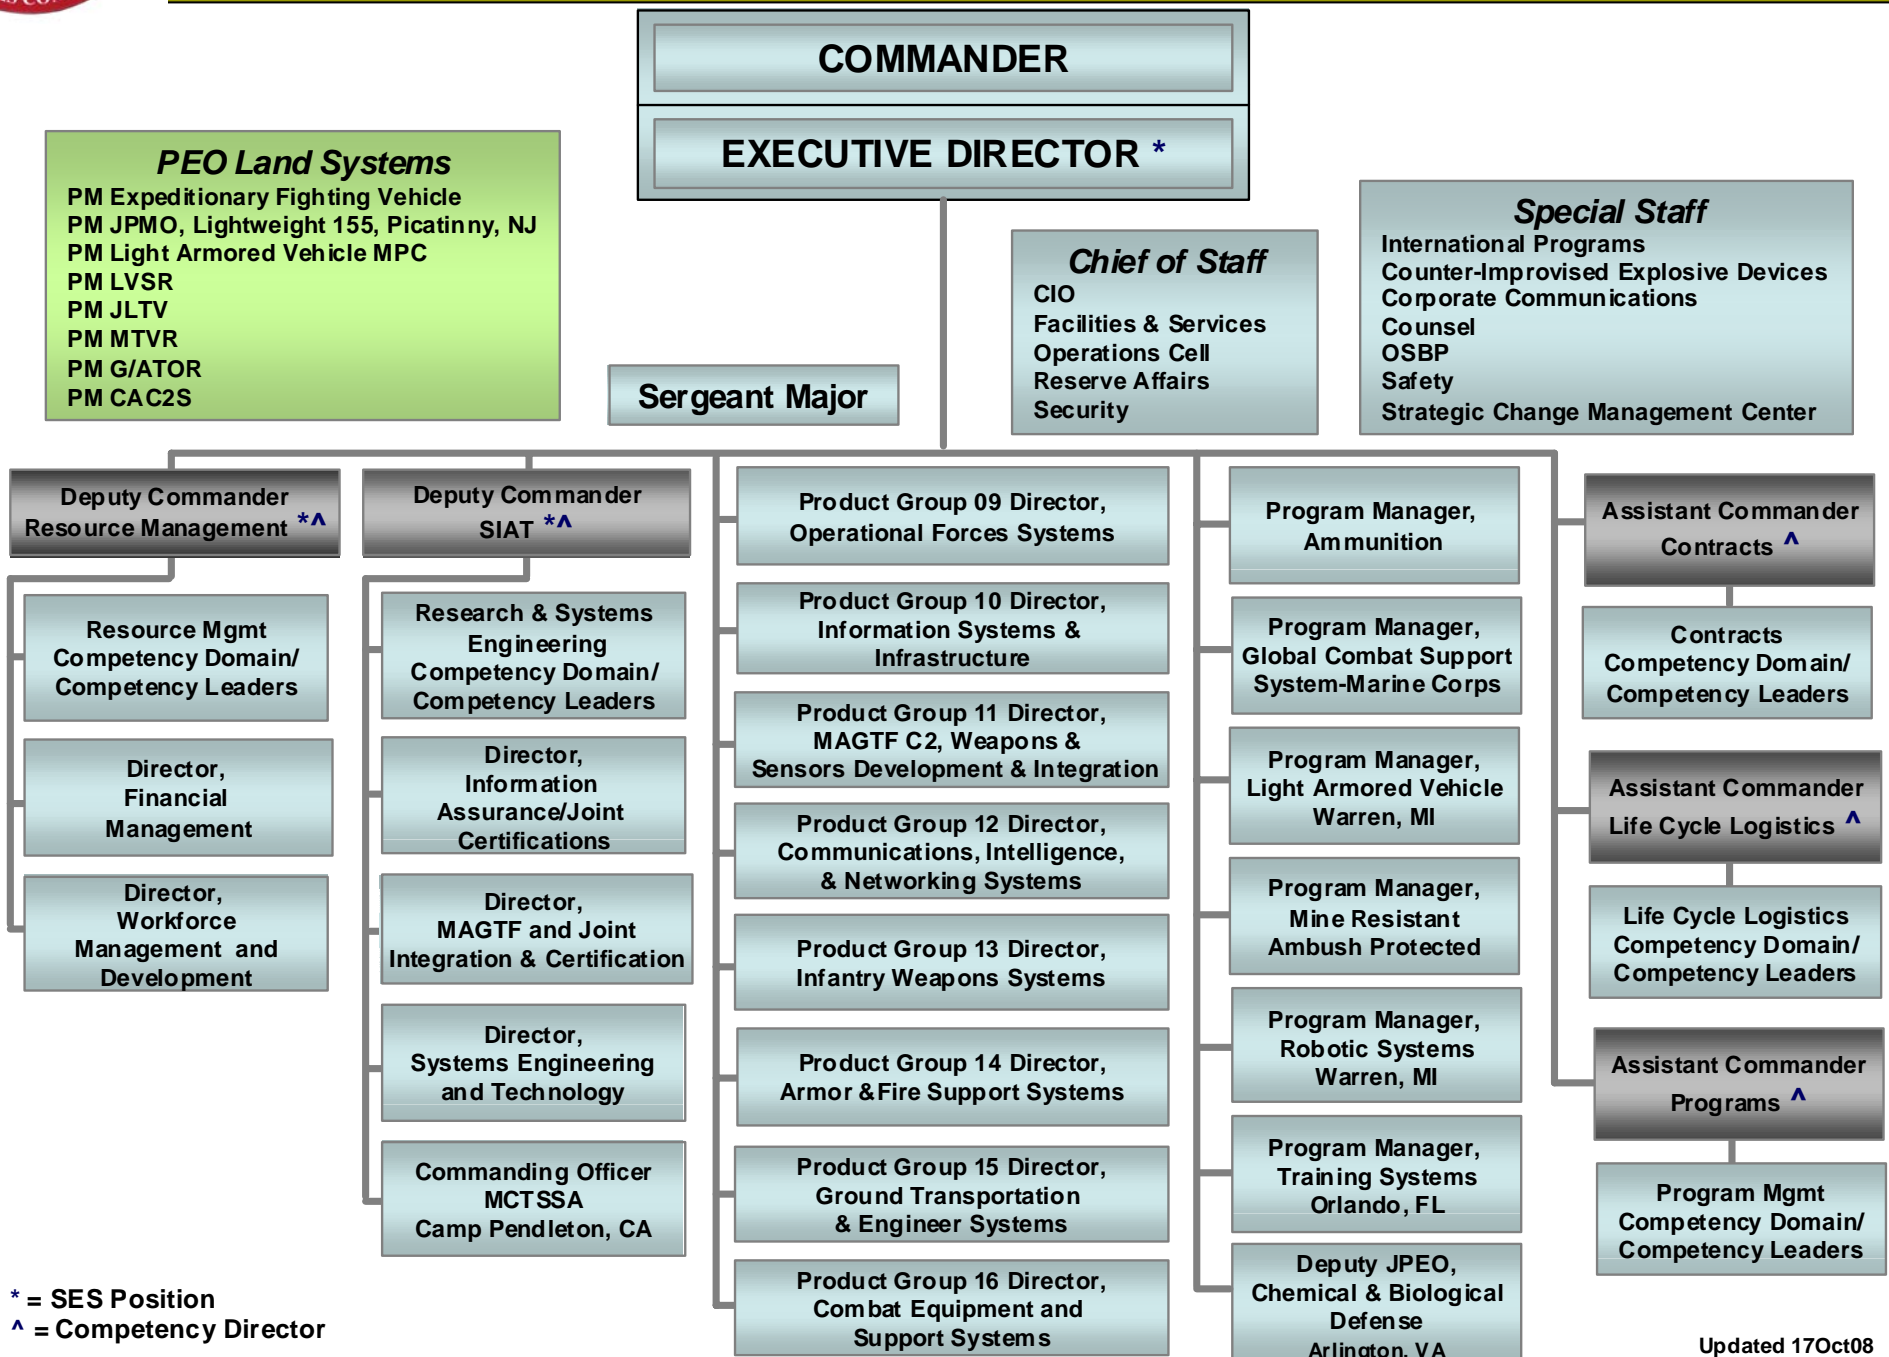 COMMANDER
EXECUTIVE DIRECTOR *
PEO Land Systems
PM Expeditionary Fighting Vehicle
PM JPMO, Lightweight 155, Picatinny, NJ
PM Light Armored Vehicle MPC
PM LVSR
PM JLTV
PM MTVR
PM G/ATOR
PM CAC2S
Sergeant Major
Chief of Staff
CIO
Facilities & Services
Operations Cell
Reserve Affairs
Security
Special Staff
International Programs
Counter-Improvised Explosive Devices
Corporate Communications
Counsel
OSBP
Safety
Strategic Change Management Center
Deputy Commander
Resource Management *^
Resource Mgmt
Competency Domain/
Competency Leaders
Director,
Financial
Management
Director,
Workforce
Management and
Development
Deputy Commander
SIAT *^
Research & Systems
Engineering
Competency Domain/
Competency Leaders
Director,
Information
Assurance/Joint
Certifications
Director,
MAGTF and Joint
Integration & Certification
Director,
Systems Engineering
and Technology
Commanding Officer
MCTSSA
Camp Pendleton, CA
Product Group 09 Director,
Operational Forces Systems
Product Group 10 Director,
Information Systems &
Infrastructure
Product Group 11 Director,
MAGTF C2, Weapons &
Sensors Development & Integration
Product Group 12 Director,
Communications, Intelligence,
& Networking Systems
Product Group 13 Director,
Infantry Weapons Systems
Product Group 14 Director,
Armor &Fire Support Systems
Product Group 15 Director,
Ground Transportation
& Engineer Systems
Product Group 16 Director,
Combat Equipment and
Support Systems
Program Manager,
Ammunition
Program Manager,
Global Combat Support
System-Marine Corps
Program Manager,
Light Armored Vehicle
Warren, MI
Program Manager,
Mine Resistant
Ambush Protected
Program Manager,
Robotic Systems
Warren, MI
Program Manager,
Training Systems
Orlando, FL
Deputy JPEO,
Chemical & Biological
Defense
Arlington, VA
Assistant Commander
Contracts ^
Contracts
Competency Domain/
Competency Leaders
Assistant Commander
Life Cycle Logistics ^
Life Cycle Logistics
Competency Domain/
Competency Leaders
Assistant Commander
Programs ^
Program Mgmt
Competency Domain/
Competency Leaders
* = SES Position
^ = Competency Director
Updated 17Oct08